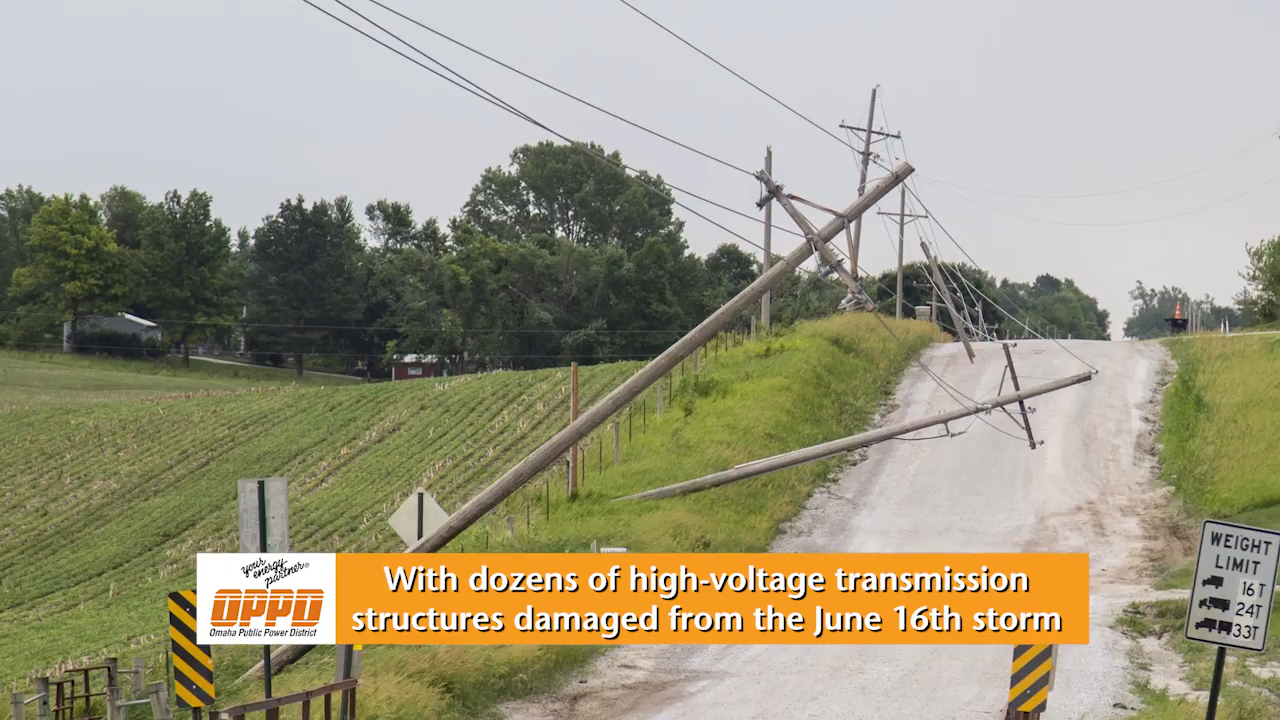 your
energy
partner®
OPPD
Omaha Public Power District
With dozens of high-voltage transmission
structures damaged from the June 16th storm
WEIGHT
LIMIT
16 T
24T
33T